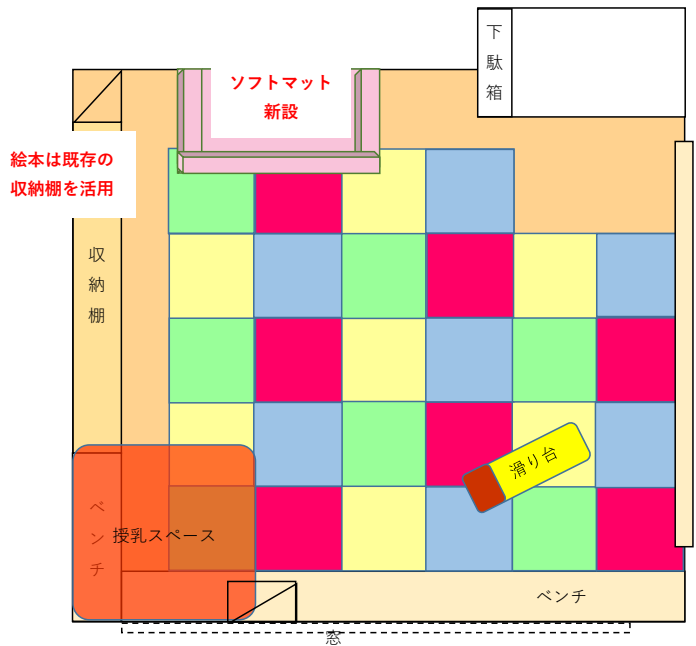 下駄箱
ソフトマット
新設
絵本は既存の
収納棚を活用
収納棚
滑り台
ベンチ
授乳スペース
ベンチ
窓